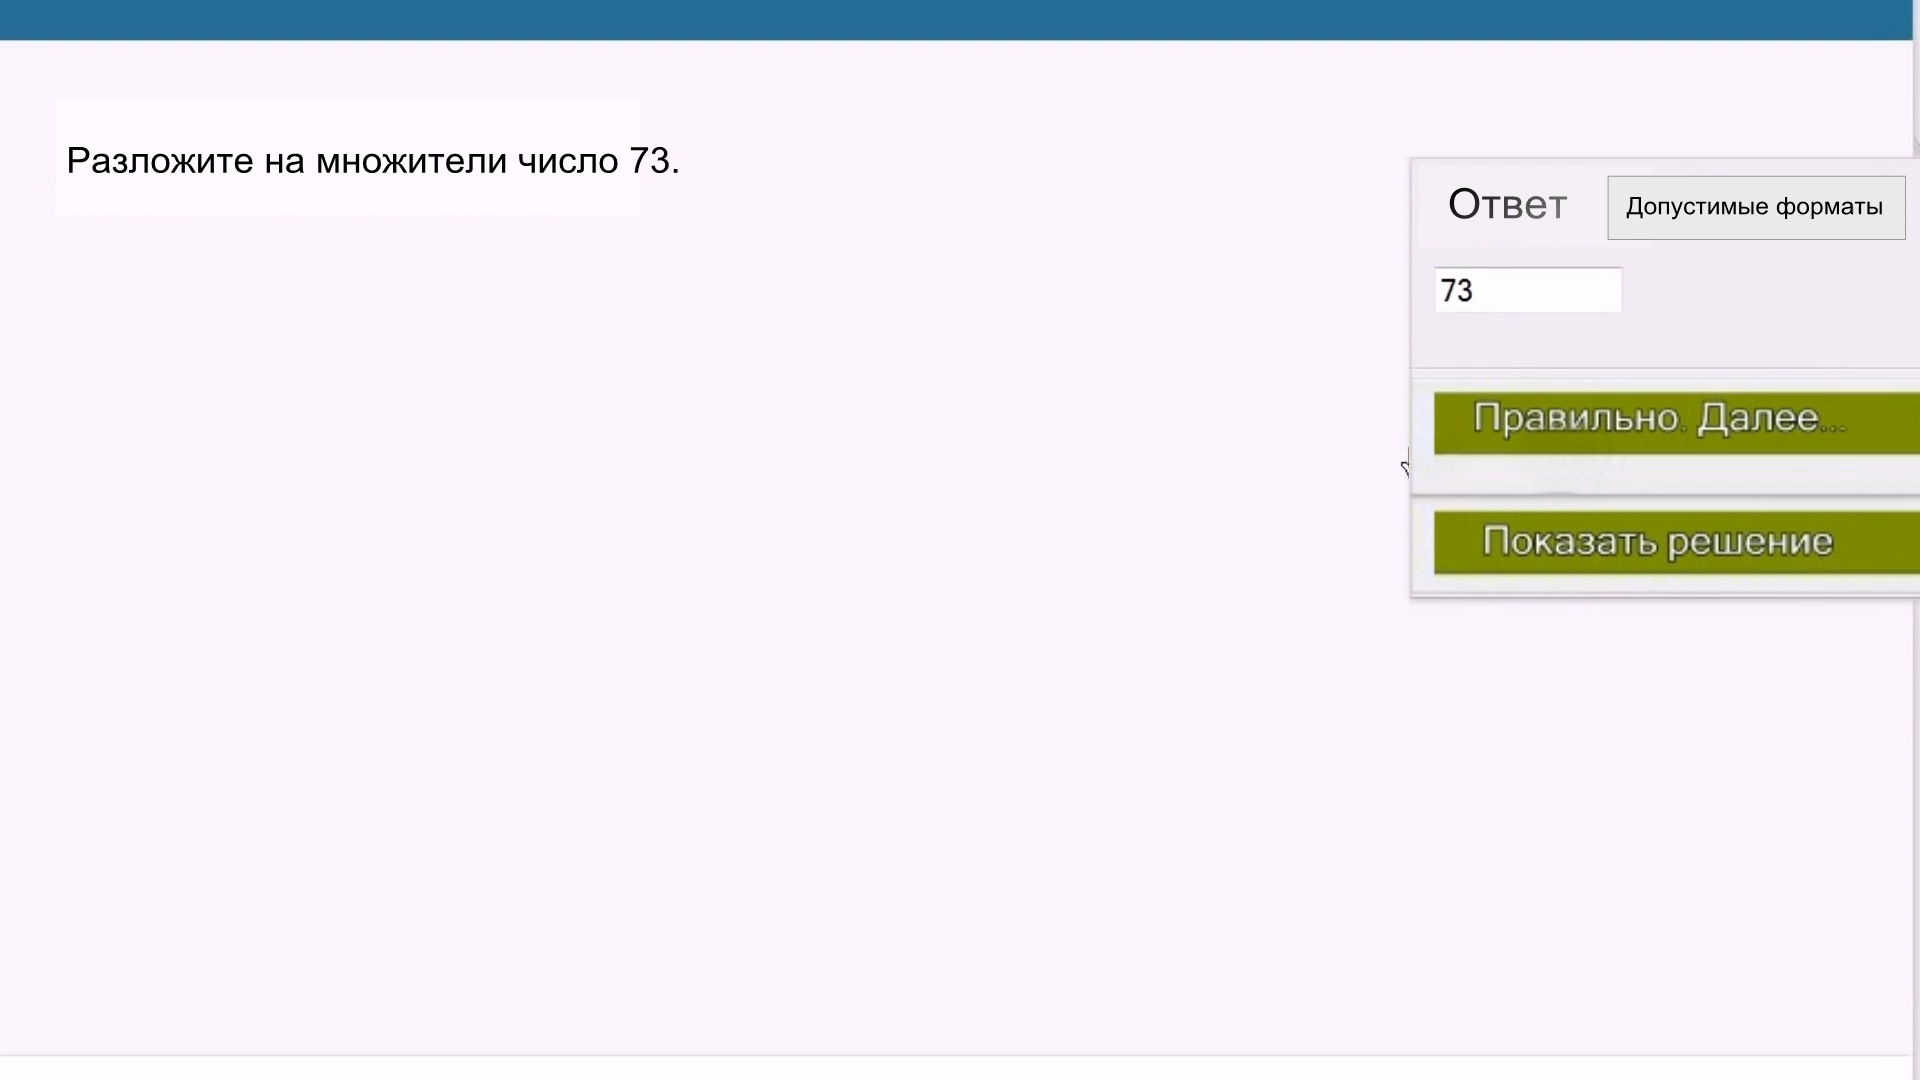 Разложите на множители число 73.
Ответ
Допустимые форматы
73
Правильно. Далее...
Показать решение